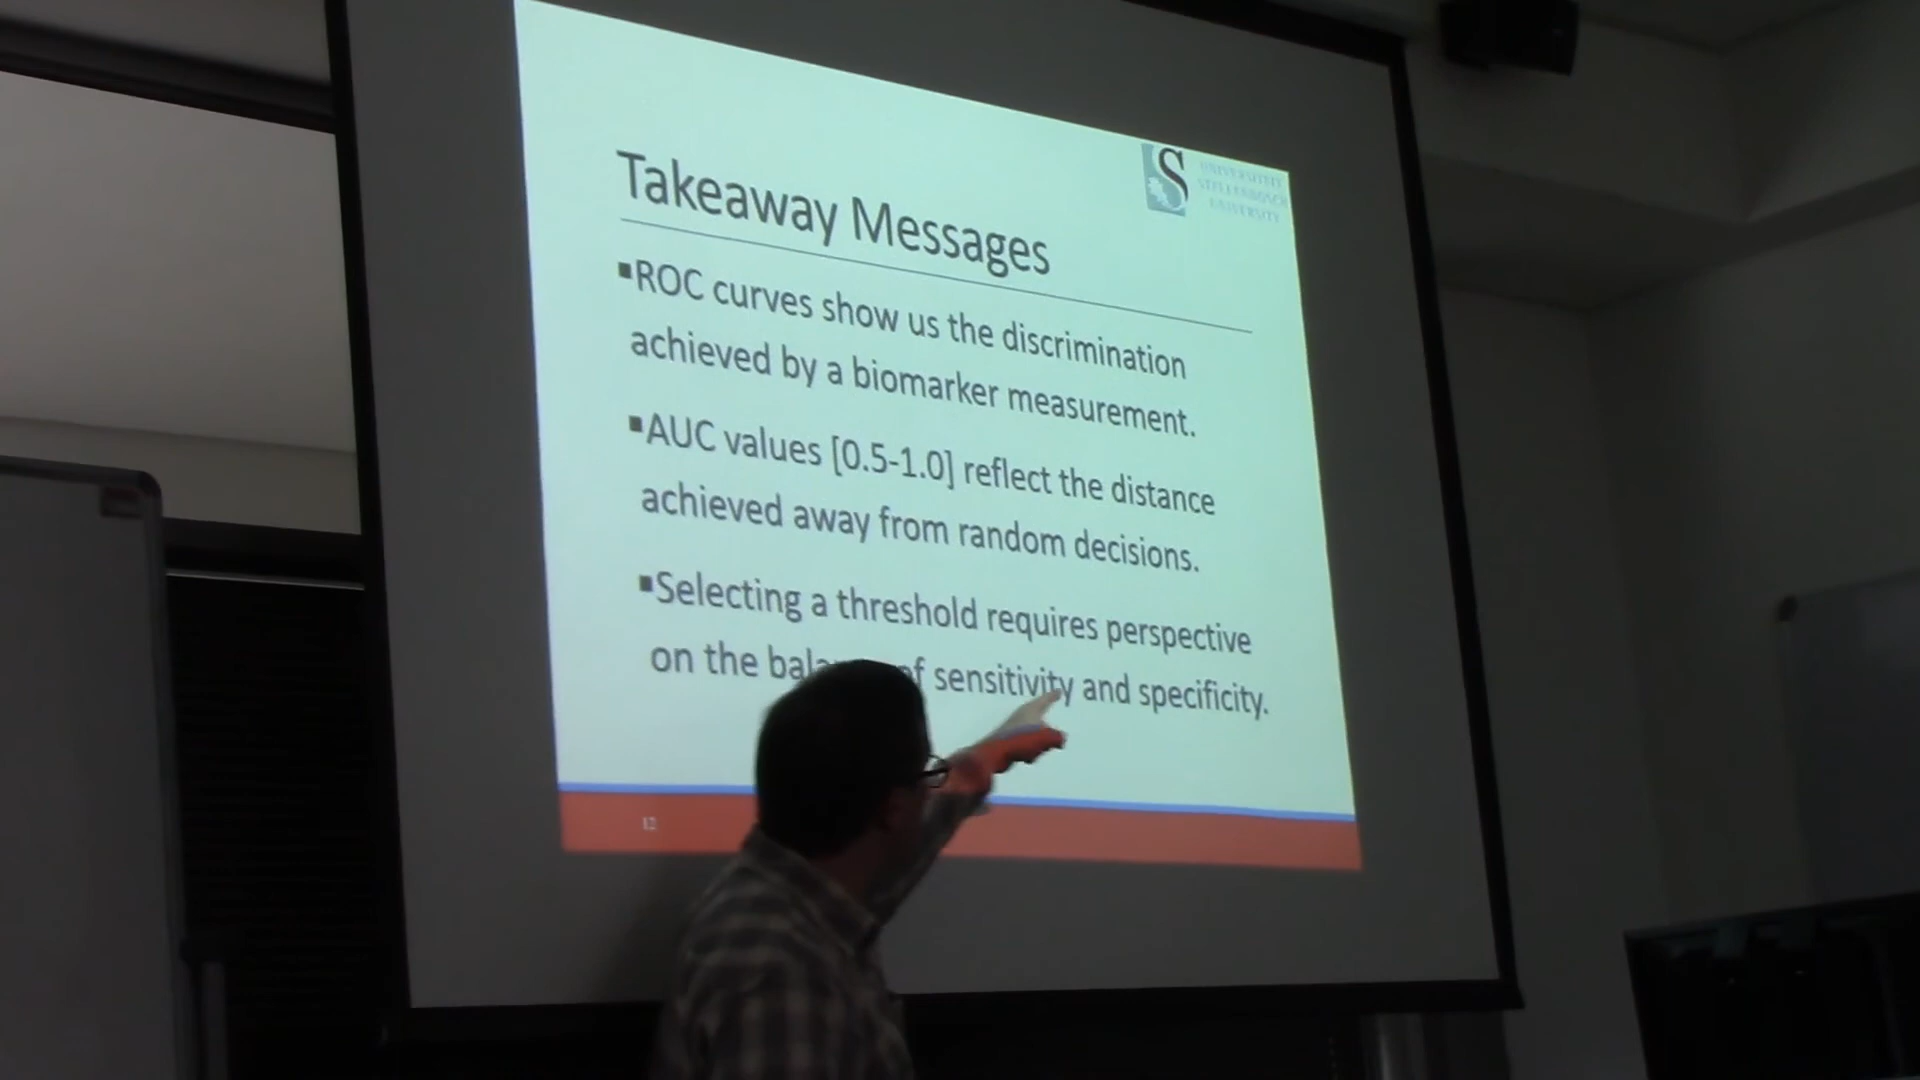 Takeaway Messages
UNIVERSITEIT
STELLENBOSCH
UNIVERSITY
▪ROC curves show us the discrimination
achieved by a biomarker measurement.
▪AUC values [0.5-1.0] reflect the distance
achieved away from random decisions.
▪Selecting a threshold requires perspective
on the of sensitivity and specificity.
12